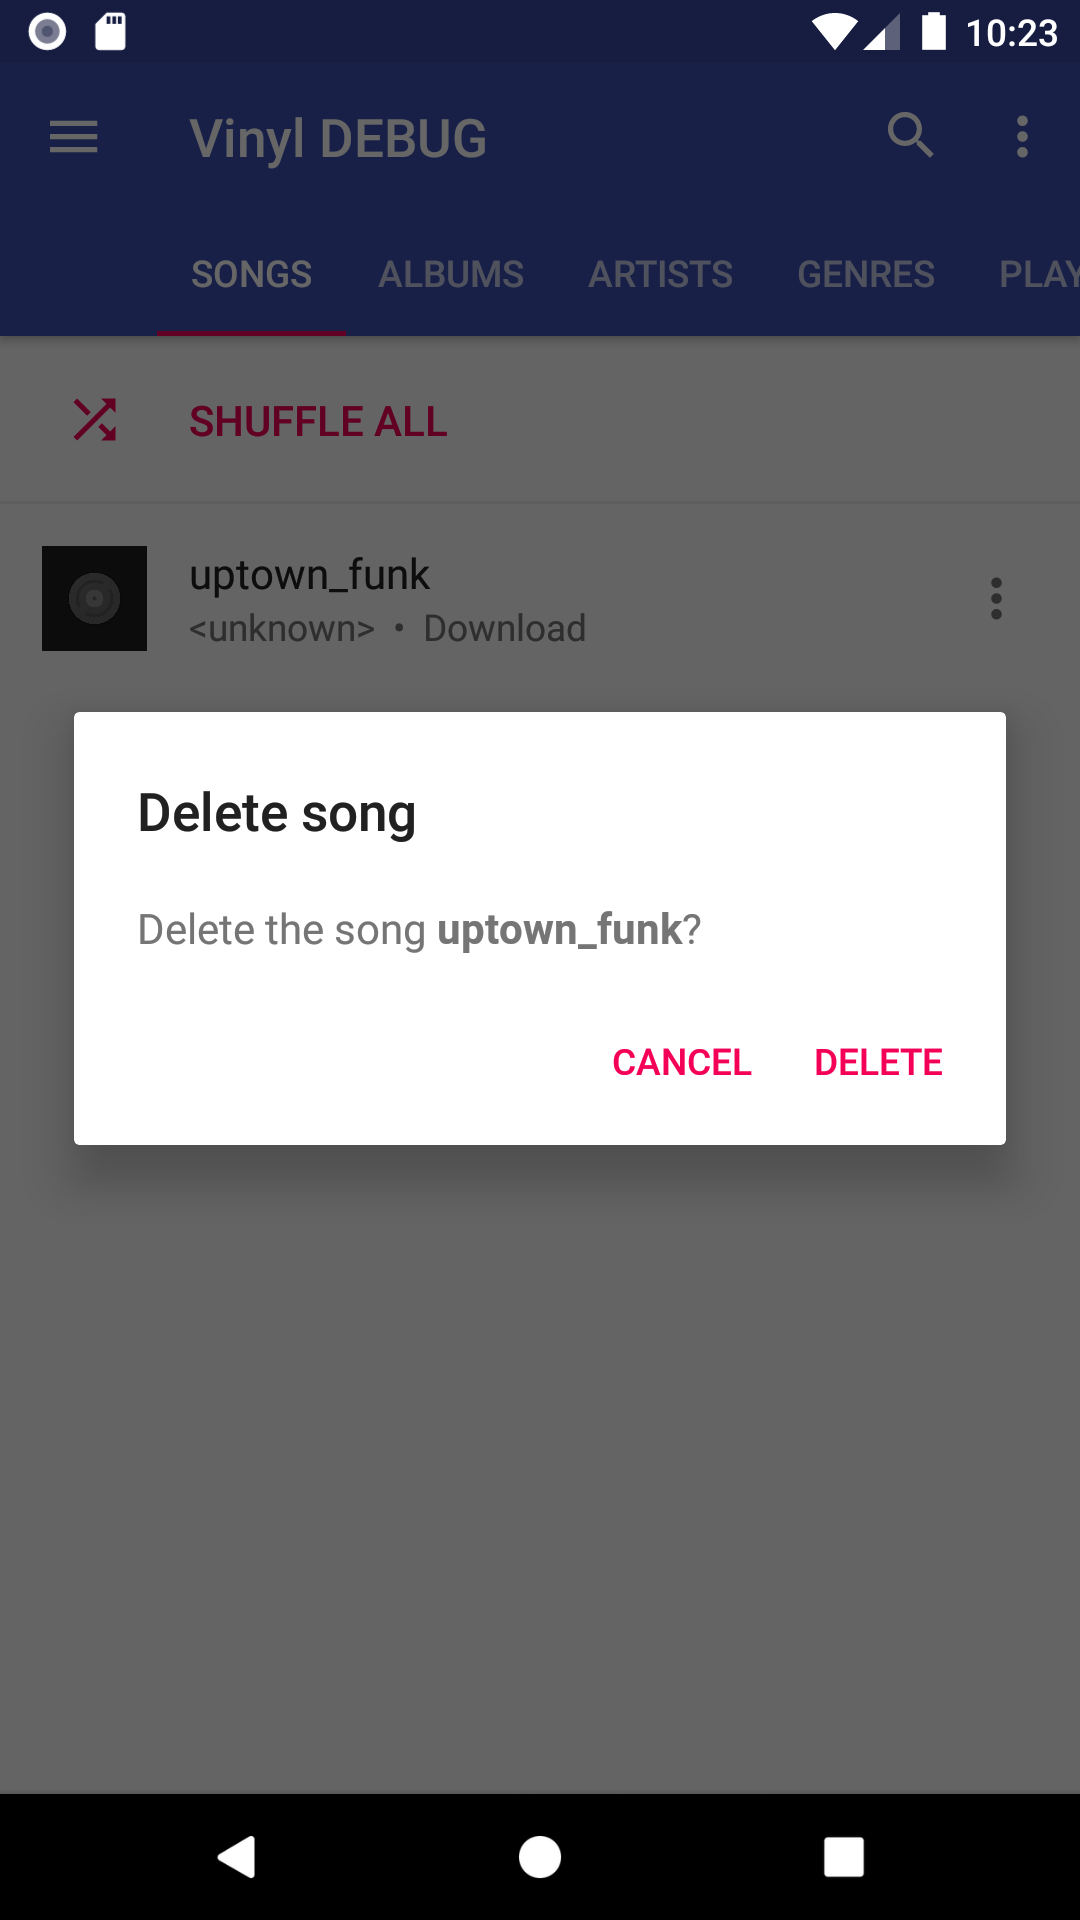 10:23
Vinyl DEBUG
SONGS ALBUMS ARTISTS GENRES PLAY
SHUFFLE ALL
uptown_funk
<unknown> • Download
Delete song
Delete the song uptown_funk?
CANCEL DELETE